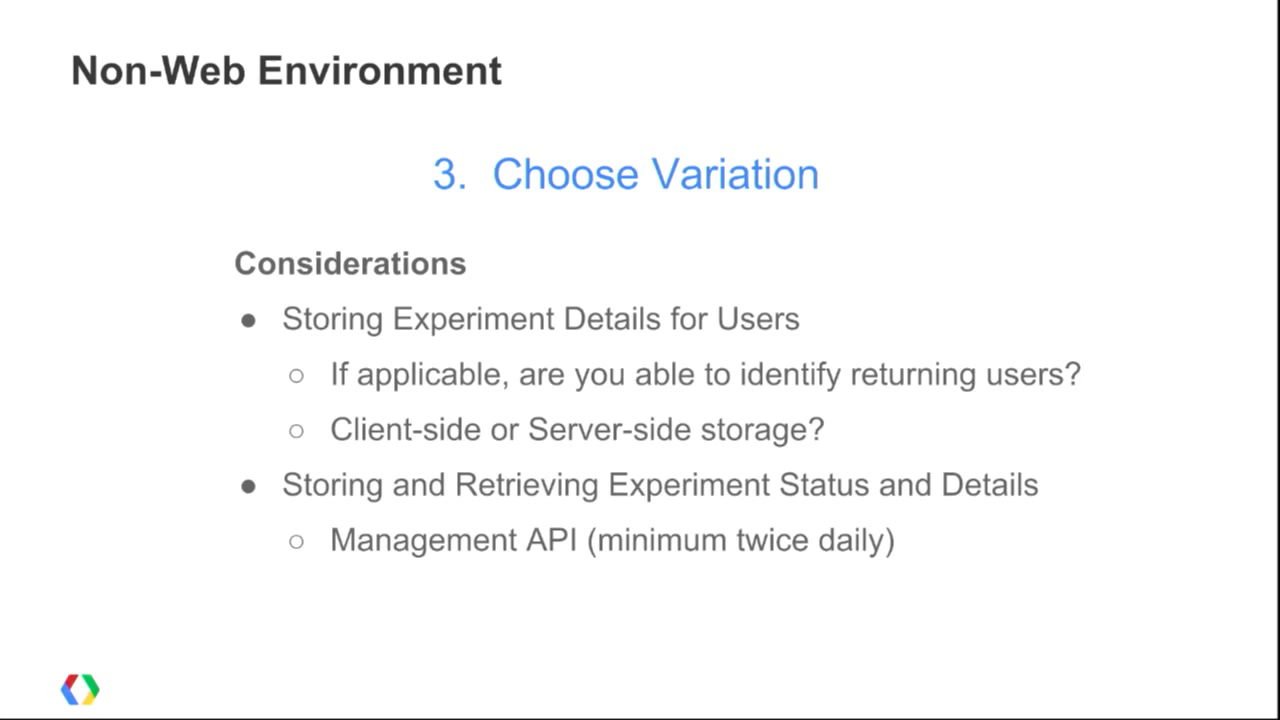 Non-Web Environment
3. Choose Variation
Considerations
● Storing Experiment Details for Users
○ If applicable, are you able to identify returning users?
○ Client-side or Server-side storage?
● Storing and Retrieving Experiment Status and Details
○ Management API (minimum twice daily)